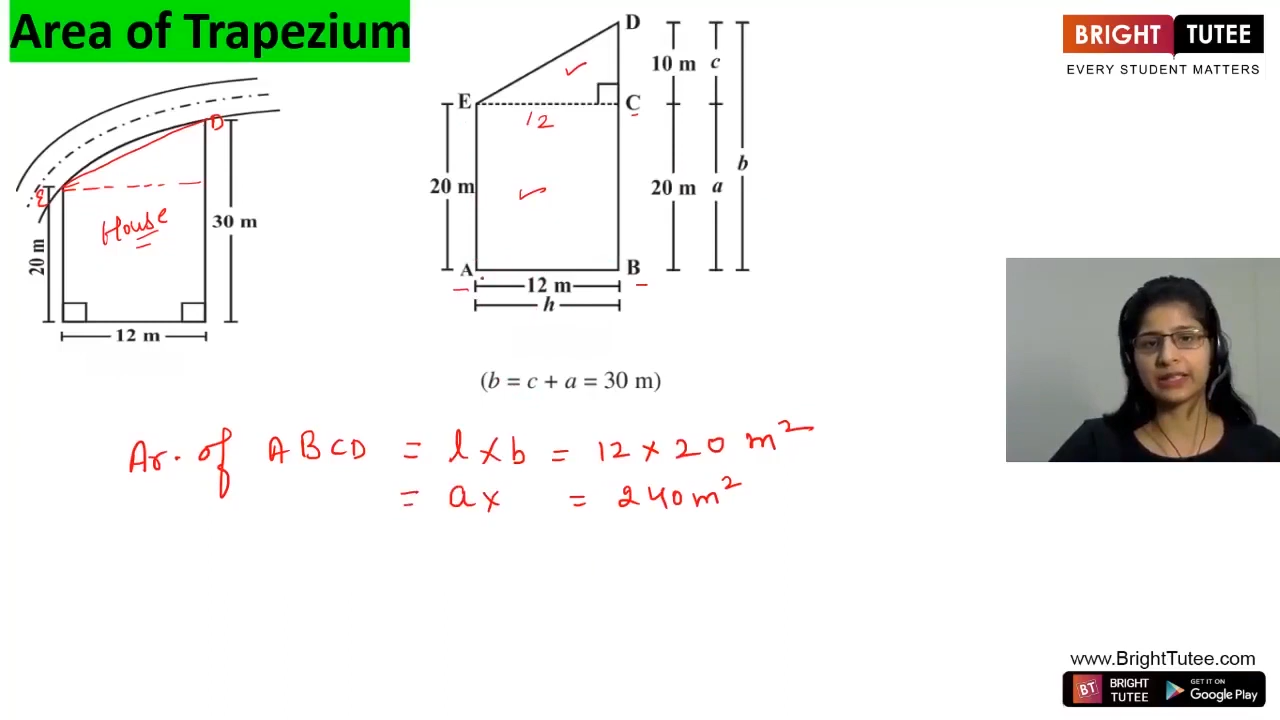 Area of Trapezium
BRIGHT TUTEE
EVERY STUDENT MATTERS
D
E
House
20 m
30 m
12 m
D
E
C
12
10 m
c
20 m
20 m
a
b
A
B
12 m
h
(b = c + a = 30 m)
Ar. of ABCD = l × b = 12 × 20 m²
= a × = 240 m²
www.BrightTutee.com
BT BRIGHT TUTEE
GET IT ON
Google Play